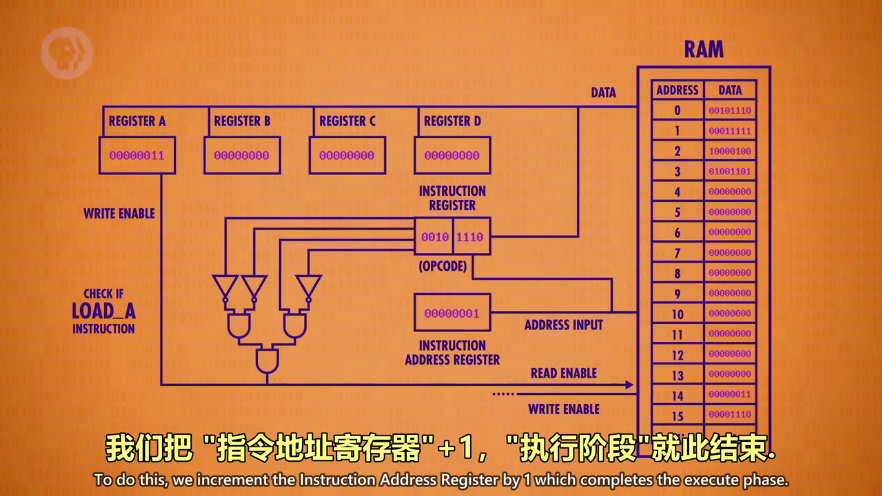 RAM
DATA
ADDRESS DATA
0 00101110
1 00011111
2 10000100
3 01001101
4 00000000
5 00000000
6 00000000
7 00000000
8 00000000
9 00000000
10 00000000
11 00000000
12 00000000
13 00000000
14 00000011
15 00001110
REGISTER A
00000011
REGISTER B
00000000
REGISTER C
00000000
REGISTER D
00000000
INSTRUCTION
REGISTER
0010 1110
(OPCODE)
WRITE ENABLE
CHECK IF
LOAD_A
INSTRUCTION
00000001
ADDRESS INPUT
INSTRUCTION
ADDRESS REGISTER
READ ENABLE
WRITE ENABLE
我们把 "指令地址寄存器"+1，"执行阶段"就此结束.
To do this, we increment the Instruction Address Register by 1 which completes the execute phase.